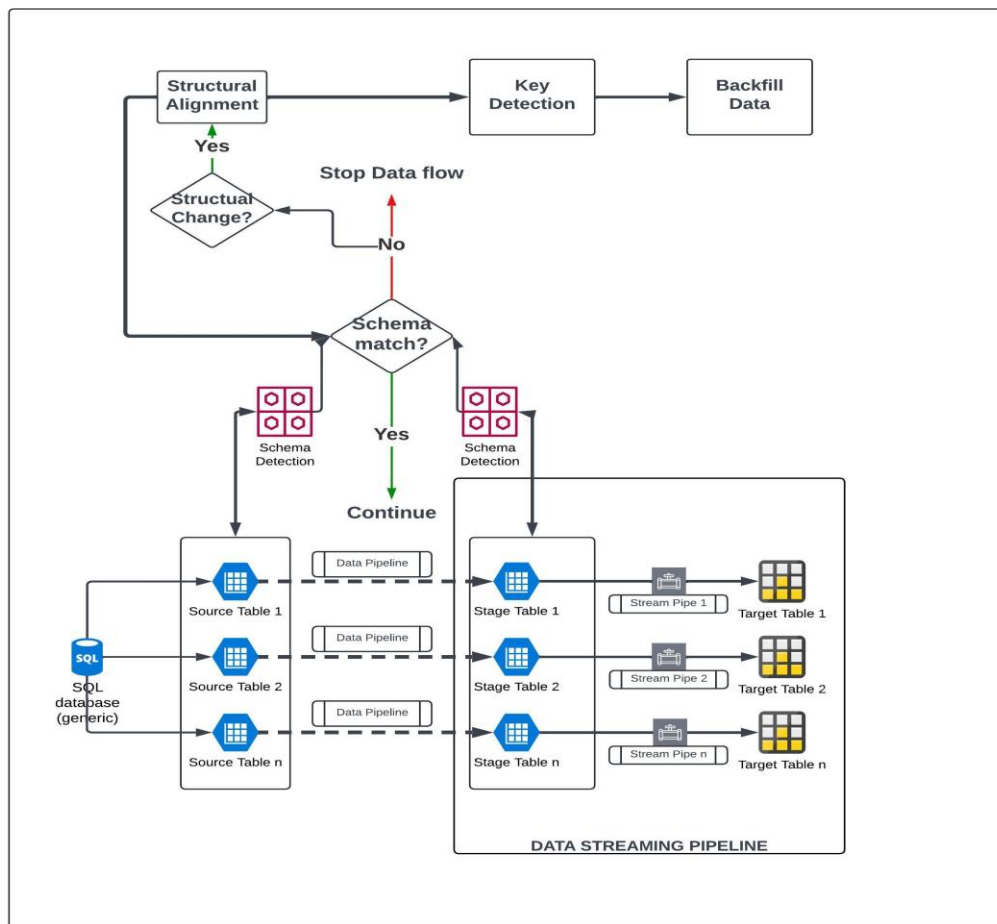 Structural
Alignment
Key
Detection
Backfill
Data
Yes
Stop Data flow
Structual
Change?
No
Schema
match?
Schema
Detection
Yes
Schema
Detection
Continue
Data Pipeline
Source Table 1
Stage Table 1
Stream Pipe 1
Target Table 1
Data Pipeline
SQL
SQL
database
(generic)
Source Table 2
Stage Table 2
Stream Pipe 2
Target Table 2
Data Pipeline
Source Table n
Stage Table n
Stream Pipe n
Target Table n
DATA STREAMING PIPELINE